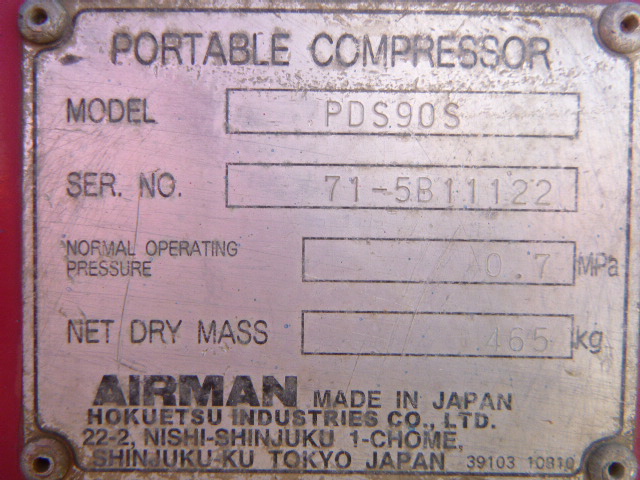 PORTABLE COMPRESSOR
MODEL PDS90S
SER. NO. 71-5B11122
NORMAL OPERATING
PRESSURE 0.7 MPa
NET DRY MASS 465 kg
AIRMAN MADE IN JAPAN
HOKUETSU INDUSTRIES CO., LTD.
22-2, NISHI-SHINJUKU 1-CHOME,
SHINJUKU-KU TOKYO JAPAN 39103 10810